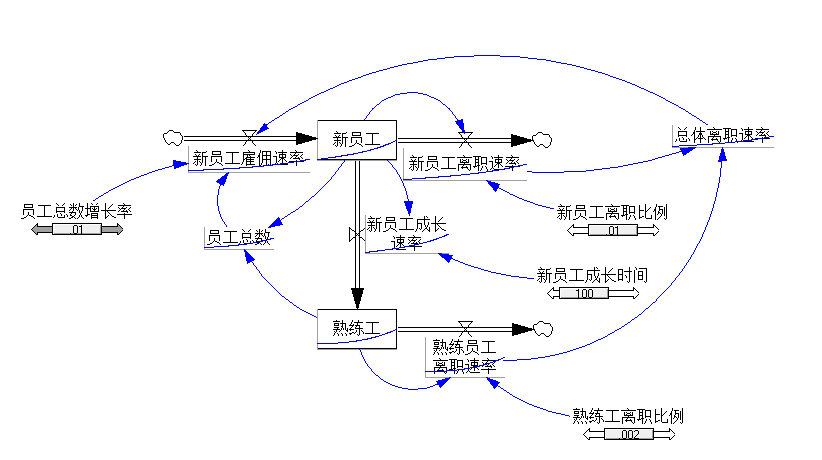 新员工
总体离职速率
新员工雇佣速率
新员工离职速率
员工总数增长率
.01
新员工离职比例
.01
员工总数
新员工成长
速率
新员工成长时间
100
熟练工
熟练员工
离职速率
熟练工离职比例
.002